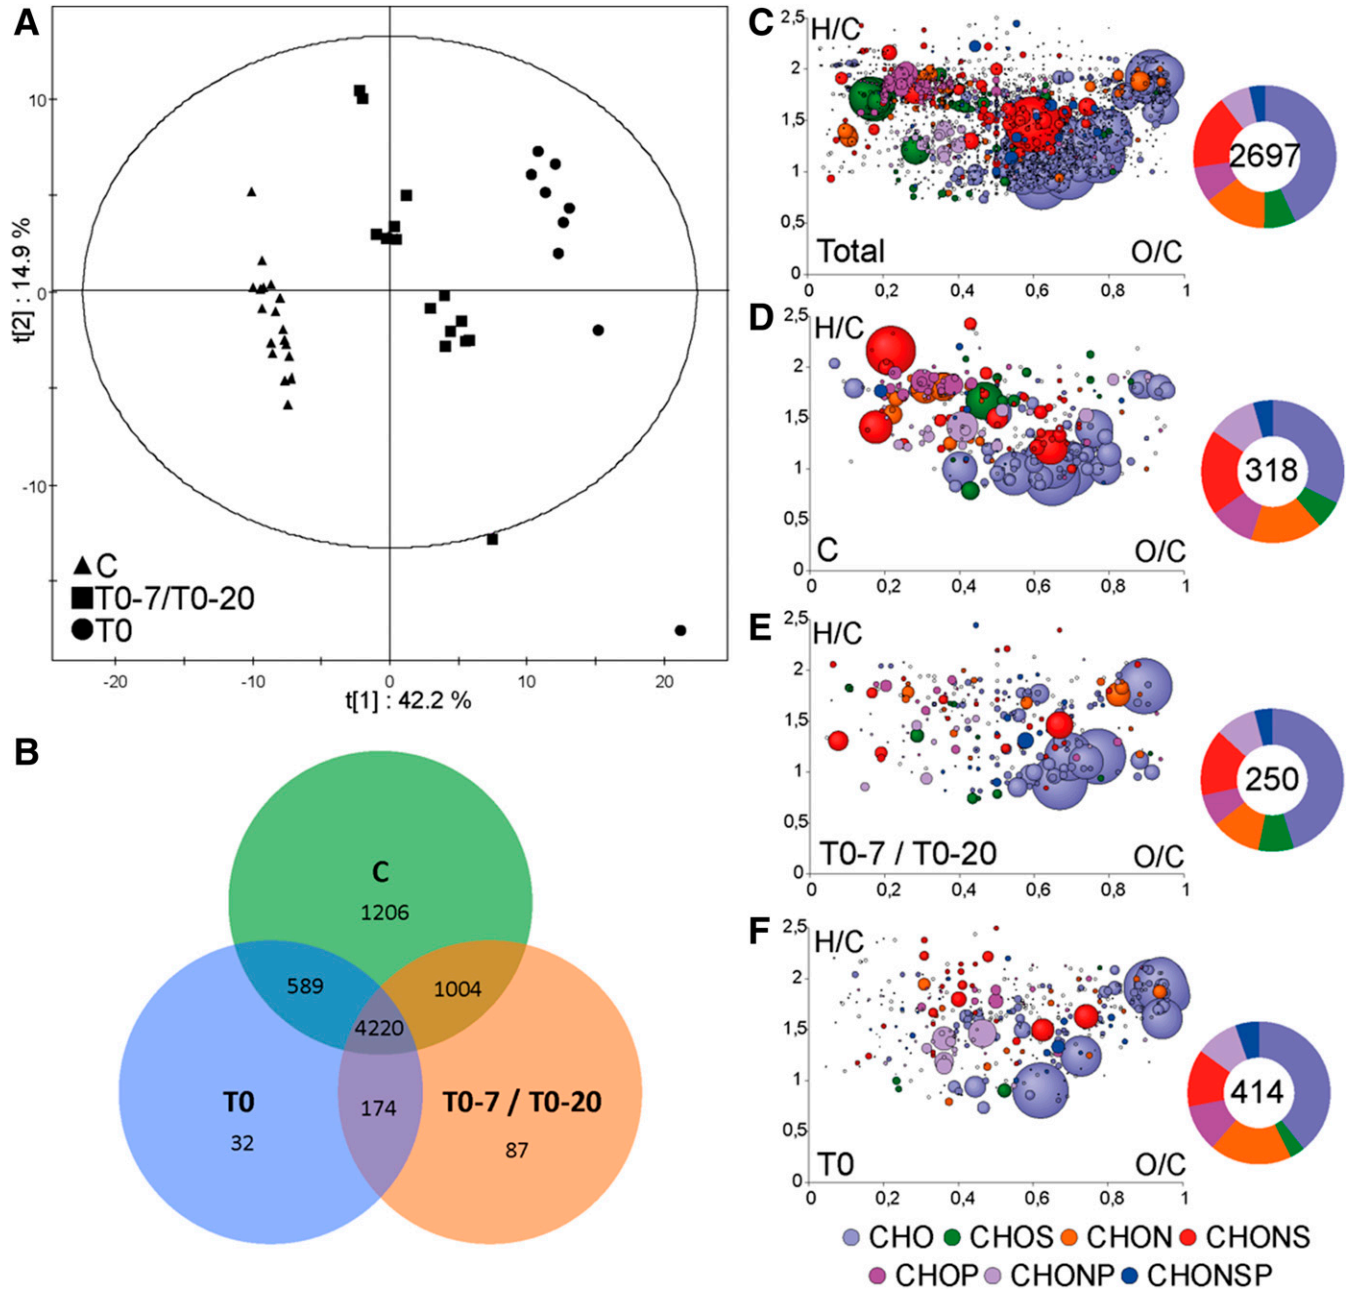 A
10
0
-10
t[2] : 14.9 %
C
T0-7/T0-20
T0
-20
-10
0
10
20
t[1] : 42.2 %
B
C
1206
589
1004
4220
T0
T0-7 / T0-20
174
32
87
C
2,5
H/C
2
1,5
1
0,5
0
Total
O/C
0
0,2
0,4
0,6
0,8
1
2697
D
2,5
H/C
2
1,5
1
0,5
0
C
O/C
0
0,2
0,4
0,6
0,8
1
318
E
2,5
H/C
2
1,5
1
0,5
0
T0-7 / T0-20
O/C
0
0,2
0,4
0,6
0,8
1
250
F
2,5
H/C
2
1,5
1
0,5
0
T0
O/C
0
0,2
0,4
0,6
0,8
1
414
CHO CHOS CHON CHONS
CHOP CHONP CHONSP